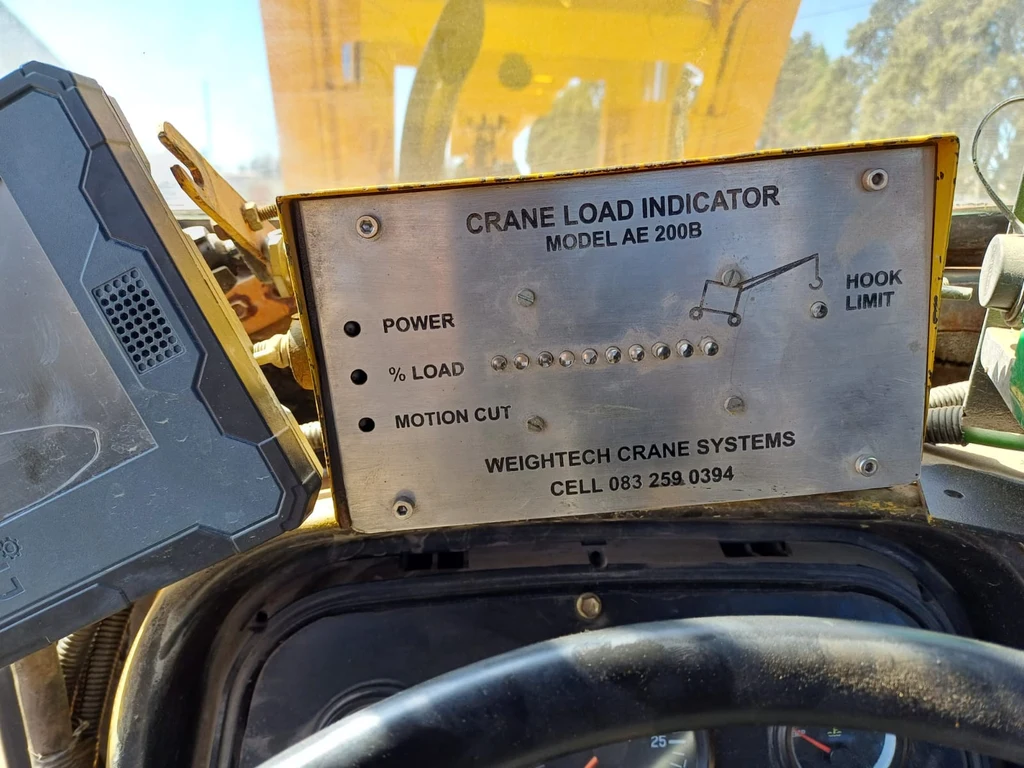 CRANE LOAD INDICATOR
MODEL AE 200B
HOOK
LIMIT
POWER
% LOAD
MOTION CUT
WEIGHTECH CRANE SYSTEMS
CELL 083 259 0394
25